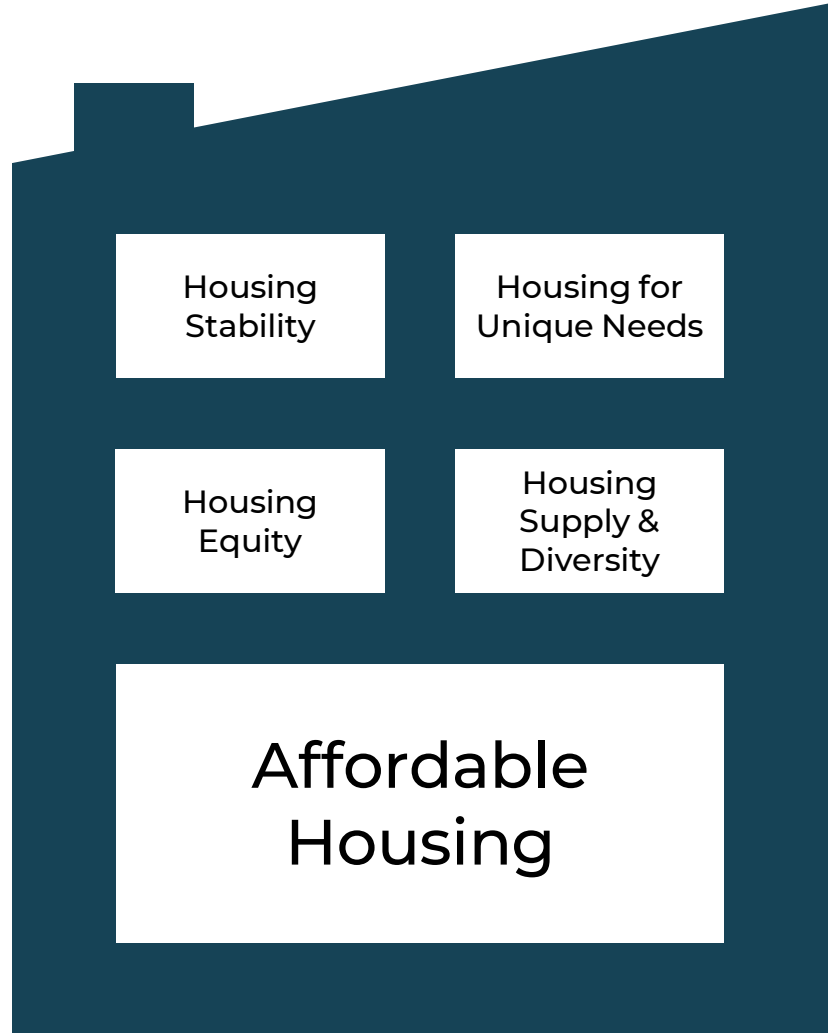 Housing
Stability
Housing for
Unique Needs
Housing
Equity
Housing
Supply &
Diversity
Affordable
Housing